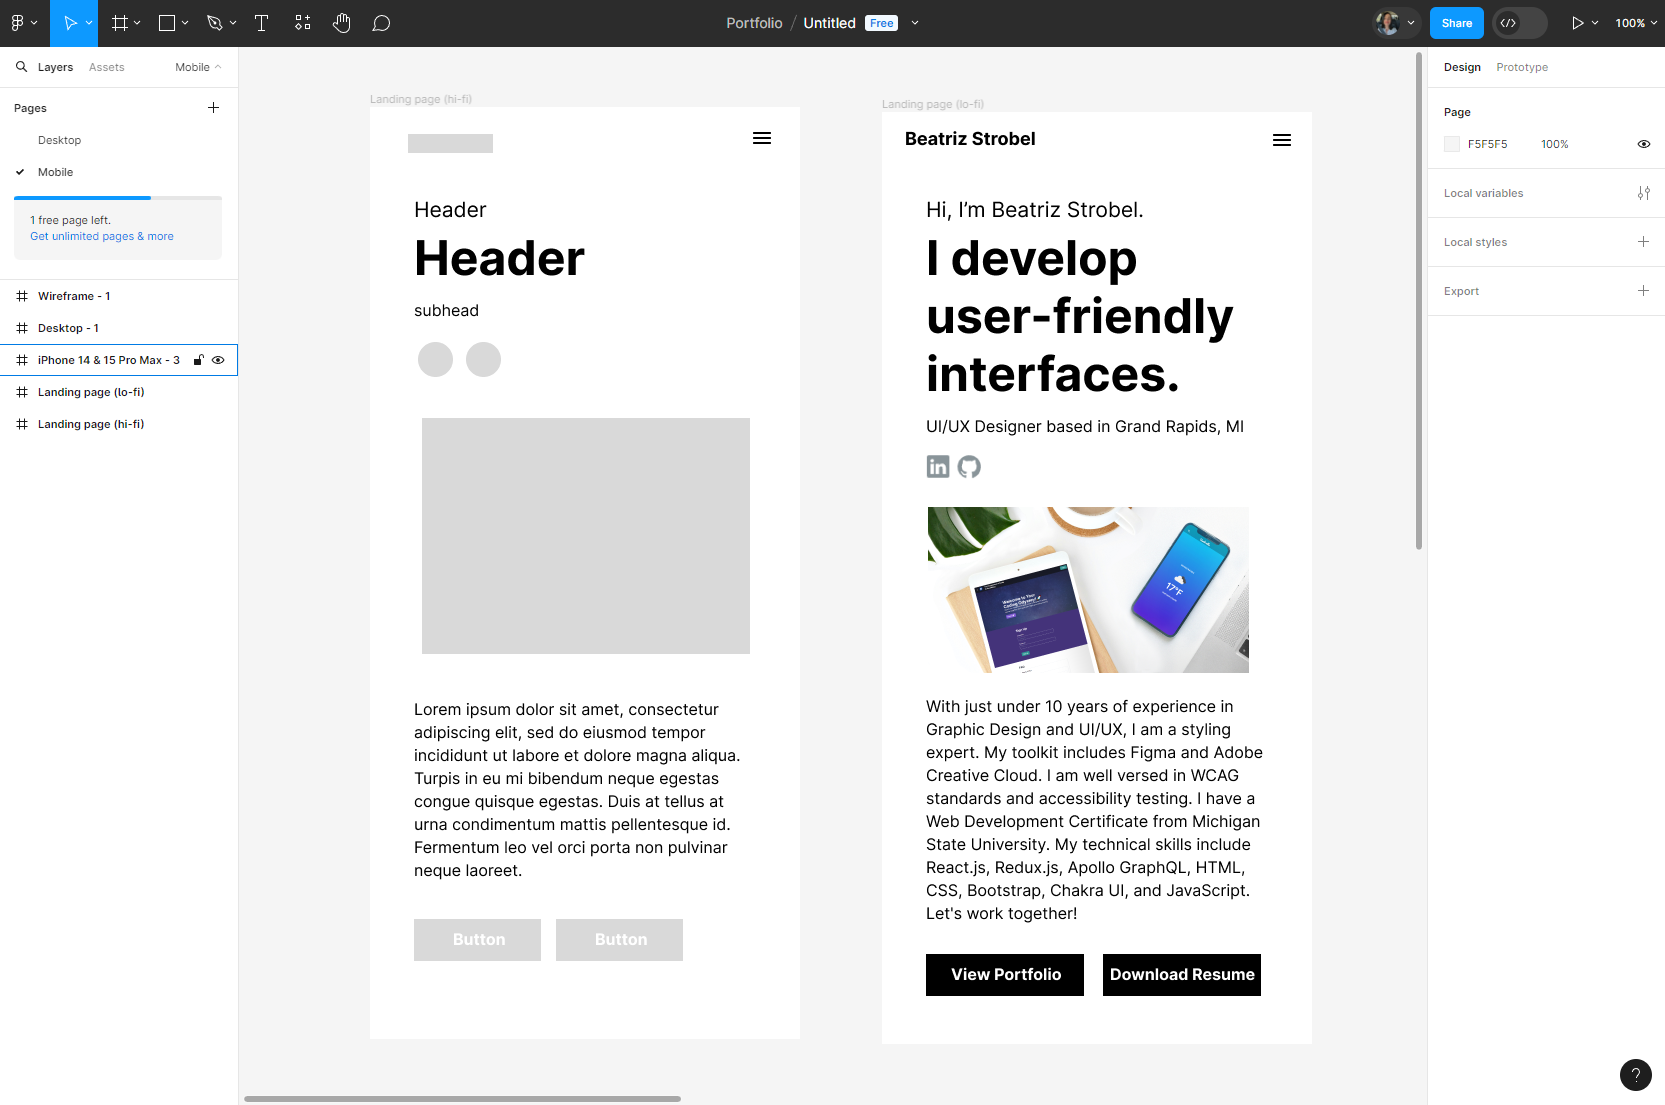 Portfolio / Untitled Free
Share
100%
Layers Assets Mobile
Pages
Desktop
Mobile
1 free page left.
Get unlimited pages & more
Wireframe - 1
Desktop - 1
iPhone 14 & 15 Pro Max - 3
Landing page (lo-fi)
Landing page (hi-fi)
Landing page (hi-fi)
Header
Header
subhead
Lorem ipsum dolor sit amet, consectetur
adipiscing elit, sed do eiusmod tempor
incididunt ut labore et dolore magna aliqua.
Turpis in eu mi bibendum neque egestas
congue quisque egestas. Duis at tellus at
urna condimentum mattis pellentesque id.
Fermentum leo vel orci porta non pulvinar
neque laoreet.
Button Button
Landing page (lo-fi)
Beatriz Strobel
Hi, I’m Beatriz Strobel.
I develop
user-friendly
interfaces.
UI/UX Designer based in Grand Rapids, MI
in
Welcome to Your
Coding Odyssey!
Sign Up
17°F
With just under 10 years of experience in
Graphic Design and UI/UX, I am a styling
expert. My toolkit includes Figma and Adobe
Creative Cloud. I am well versed in WCAG
standards and accessibility testing. I have a
Web Development Certificate from Michigan
State University. My technical skills include
React.js, Redux.js, Apollo GraphQL, HTML,
CSS, Bootstrap, Chakra UI, and JavaScript.
Let's work together!
View Portfolio Download Resume
Design Prototype
Page
F5F5F5 100%
Local variables
Local styles
Export
?